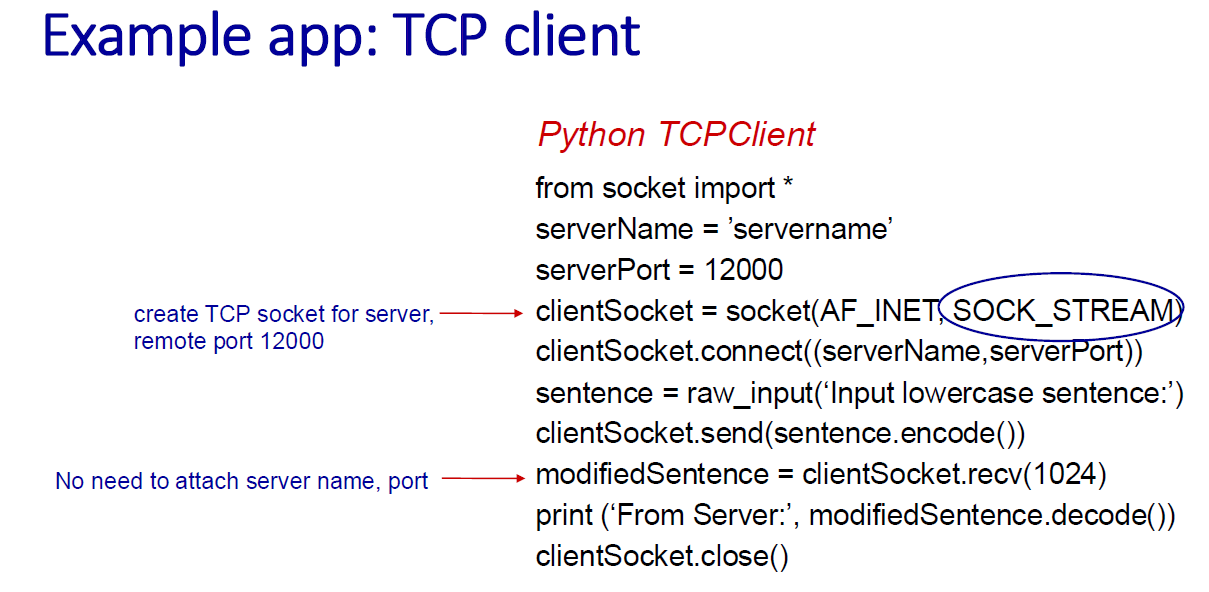 Example app: TCP client
Python TCPClient
from socket import *
serverName = ’servername’
serverPort = 12000
create TCP socket for server,
remote port 12000
clientSocket = socket(AF_INET, SOCK_STREAM)
clientSocket.connect((serverName,serverPort))
sentence = raw_input(‘Input lowercase sentence:’)
clientSocket.send(sentence.encode())
No need to attach server name, port
modifiedSentence = clientSocket.recv(1024)
print (‘From Server:’, modifiedSentence.decode())
clientSocket.close()